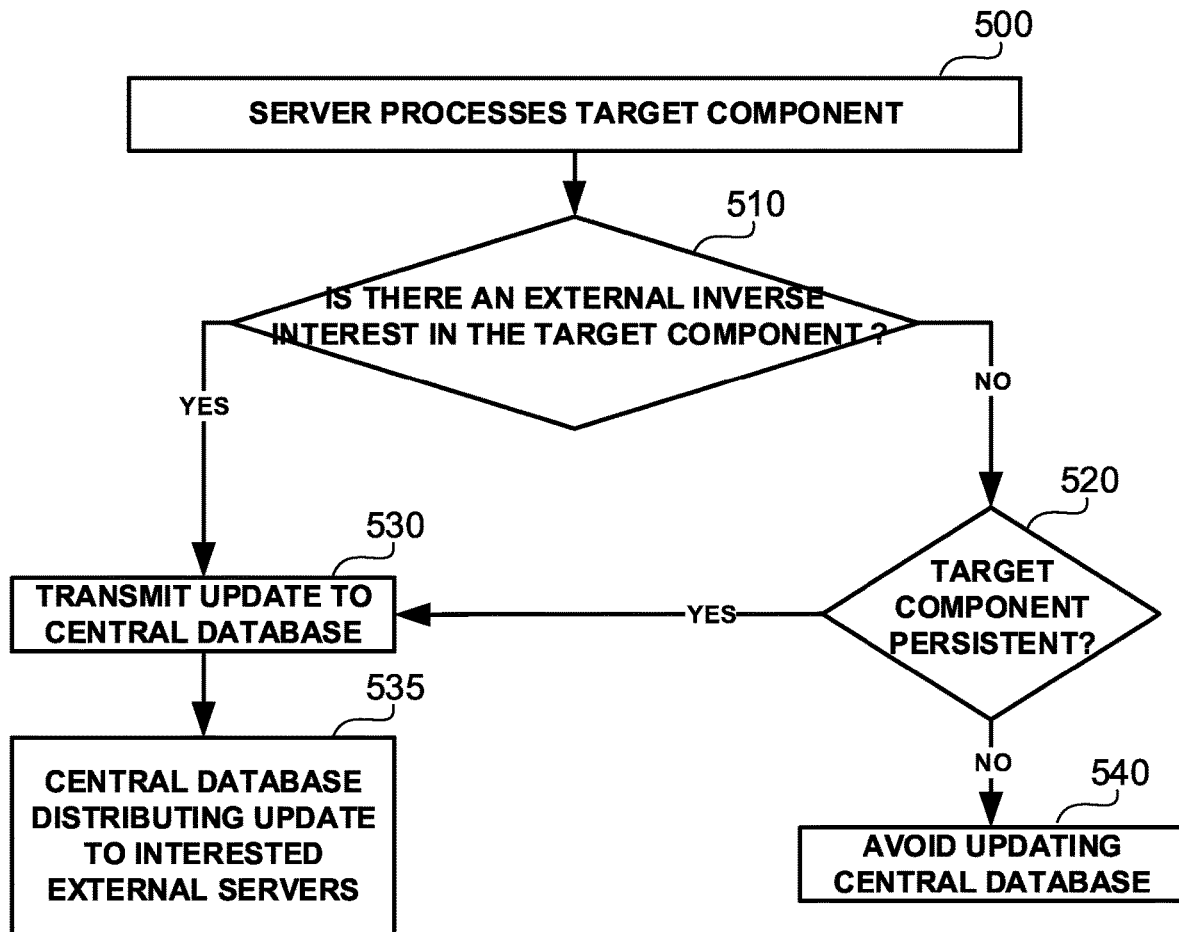 500
SERVER PROCESSES TARGET COMPONENT
510
IS THERE AN EXTERNAL INVERSE
INTEREST IN THE TARGET COMPONENT ?
YES
NO
520
TARGET
COMPONENT
PERSISTENT?
YES
530
TRANSMIT UPDATE TO
CENTRAL DATABASE
535
CENTRAL DATABASE
DISTRIBUTING UPDATE
TO INTERESTED
EXTERNAL SERVERS
NO
540
AVOID UPDATING
CENTRAL DATABASE